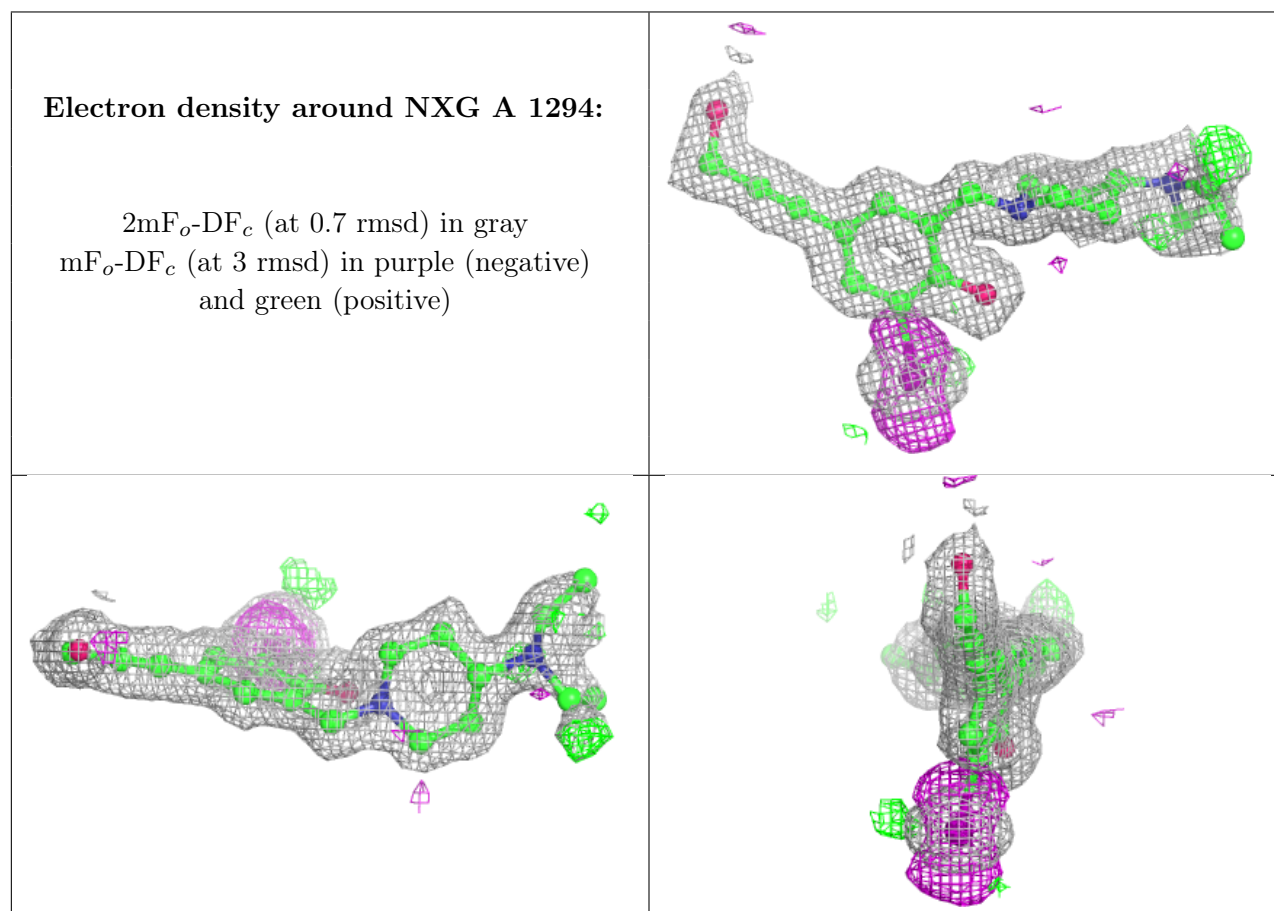 Electron density around NXG A 1294:
2mFo-DFc (at 0.7 rmsd) in gray
mFo-DFc (at 3 rmsd) in purple (negative)
and green (positive)